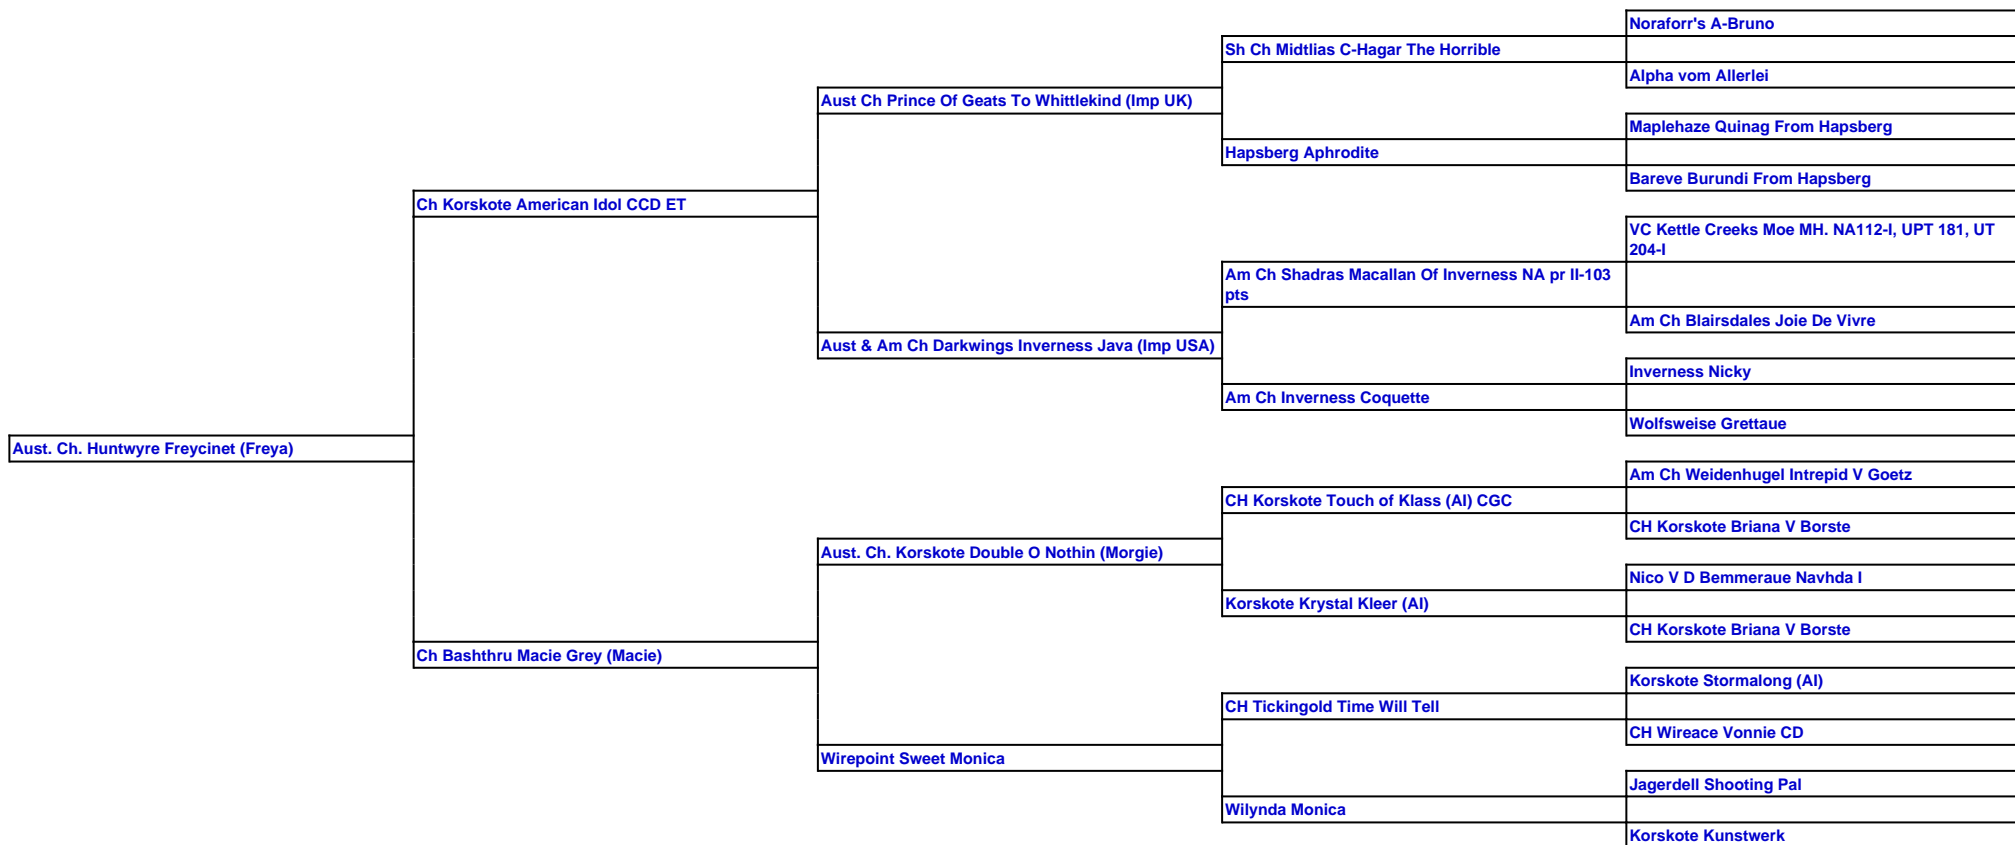 Noraforr's A-Bruno
Sh Ch Midtlias C-Hagar The Horrible
Alpha vom Allerlei
Aust Ch Prince Of Geats To Whittlekind (Imp UK)
Maplehaze Quinag From Hapsberg
Hapsberg Aphrodite
Bareve Burundi From Hapsberg
Ch Korskote American Idol CCD ET
VC Kettle Creeks Moe MH. NA112-I, UPT 181, UT
204-I
Am Ch Shadras Macallan Of Inverness NA pr II-103
pts
Am Ch Blairsdales Joie De Vivre
Aust & Am Ch Darkwings Inverness Java (Imp USA)
Inverness Nicky
Am Ch Inverness Coquette
Wolfsweise Grettaue
Aust. Ch. Huntwyre Freycinet (Freya)
Am Ch Weidenhugel Intrepid V Goetz
CH Korskote Touch of Klass (AI) CGC
CH Korskote Briana V Borste
Aust. Ch. Korskote Double O Nothin (Morgie)
Nico V D Bemmeraue Navhda I
Korskote Krystal Kleer (AI)
CH Korskote Briana V Borste
Ch Bashthru Macie Grey (Macie)
Korskote Stormalong (AI)
CH Tickingold Time Will Tell
CH Wireace Vonnie CD
Wirepoint Sweet Monica
Jagerdell Shooting Pal
Wilynda Monica
Korskote Kunstwerk